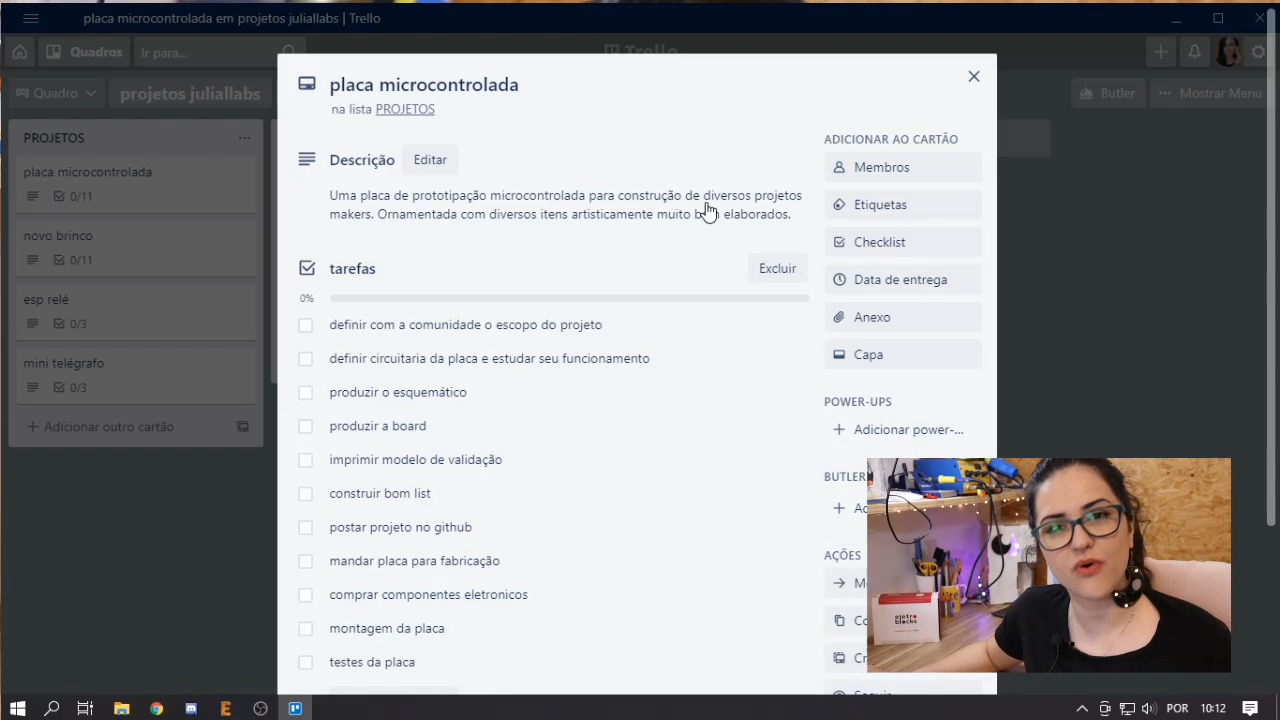 placa microcontrolada em projetos juliallabs | Trello
Quadros
Ir para...
Trello
Quadro
projetos juliallabs
Butler
Mostrar Menu
PROJETOS
placa microcontrolada
0/11
novo brinco
0/11
esp relé
0/3
mini telégrafo
0/3
Adicionar outro cartão
placa microcontrolada
na lista PROJETOS
Descrição
Editar
Uma placa de prototipação microcontrolada para construção de diversos projetos
makers. Ornamentada com diversos itens artisticamente muito elaborados.
tarefas
Excluir
0%
definir com a comunidade o escopo do projeto
definir circuitaria da placa e estudar seu funcionamento
produzir o esquemático
produzir a board
imprimir modelo de validação
construir bom list
postar projeto no github
mandar placa para fabricação
comprar componentes eletronicos
montagem da placa
testes da placa
ADICIONAR AO CARTÃO
Membros
Etiquetas
Checklist
Data de entrega
Anexo
Capa
POWER-UPS
Adicionar power-...
BUTLER
AÇÕES
eletro
blocks
POR
10:12